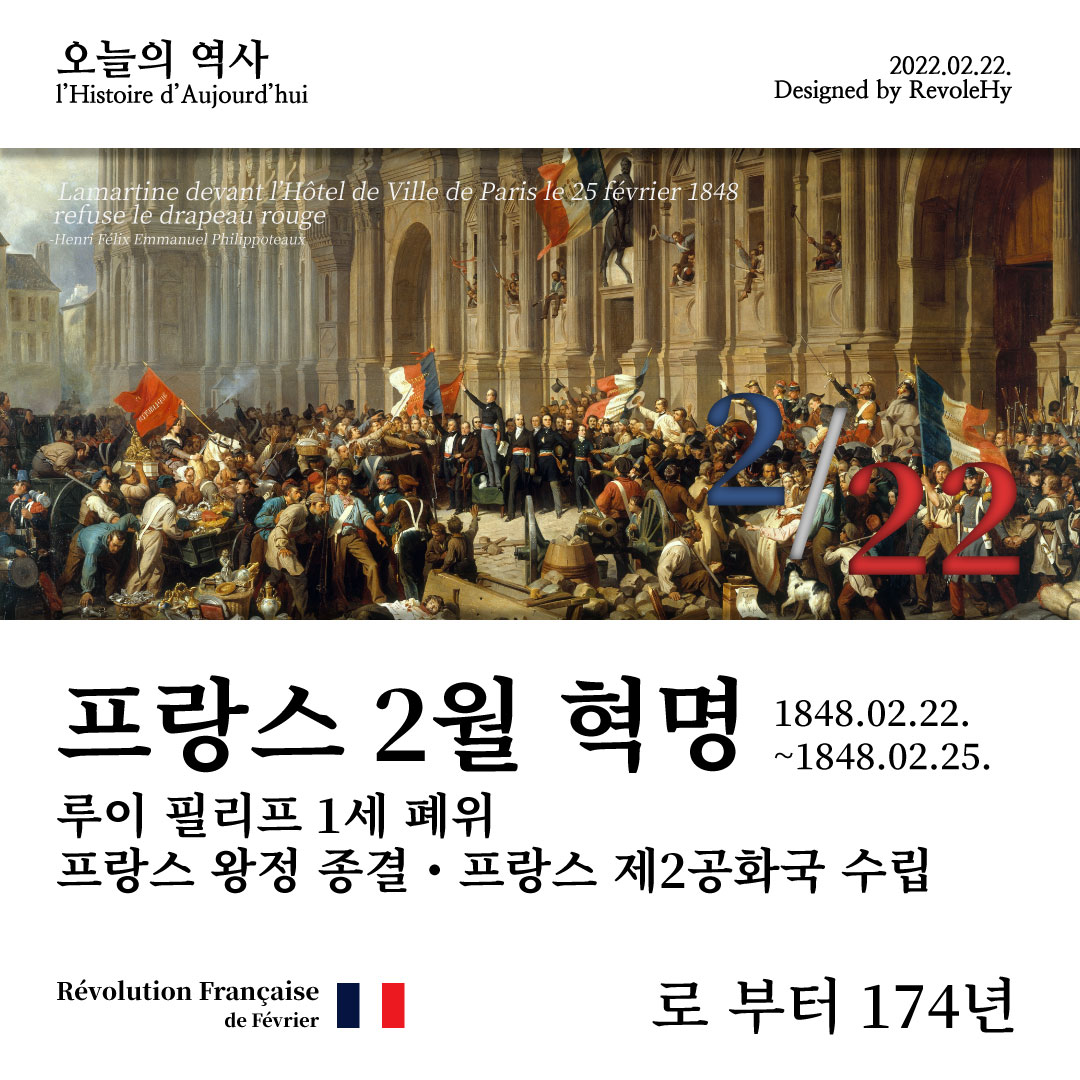 오늘의 역사
l’Histoire d’Aujourd’hui
2022.02.22.
Designed by RevoleHy
Lamartine devant l’Hôtel de Ville de Paris le 25 février 1848
refuse le drapeau rouge
-Henri Félix Emmanuel Philippoteaux
2/22
프랑스 2월 혁명
1848.02.22.
~1848.02.25.
루이 필리프 1세 폐위
프랑스 왕정 종결・프랑스 제2공화국 수립
Révolution Française
de Février
로 부터 174년